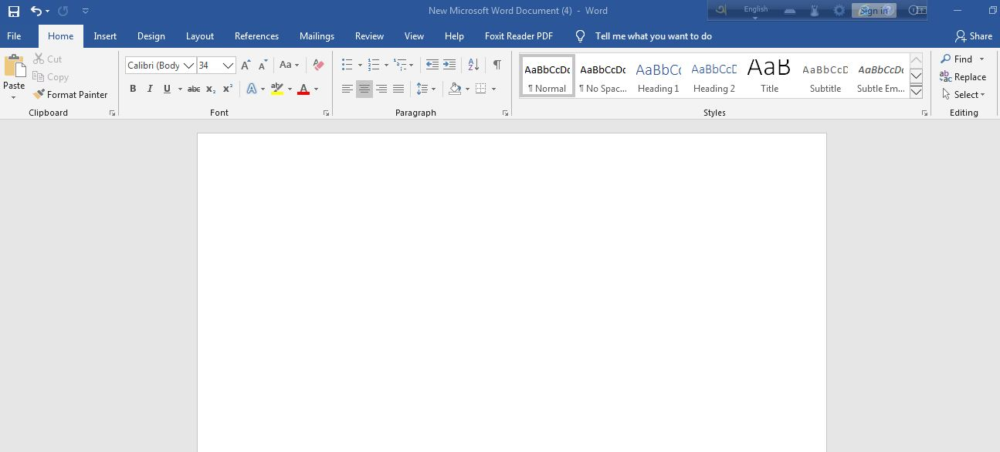 New Microsoft Word Document (4) - Word
English
Sign in
File Home Insert Design Layout References Mailings Review View Help Foxit Reader PDF Tell me what you want to do Share
Cut
Copy
Paste
Format Painter
Clipboard
Calibri (Body 34 A A Aa
B I U abc X₂ X² A ab A
Font
A Z ¶
Paragraph
AaBbCcDc AaBbCcDc AaBbCc AaBbCcD AaB AaBbCcD AaBbCcDc
¶ Normal ¶ No Spac... Heading 1 Heading 2 Title Subtitle Subtle Em...
Styles
Find
ab ac Replace
Select
Editing